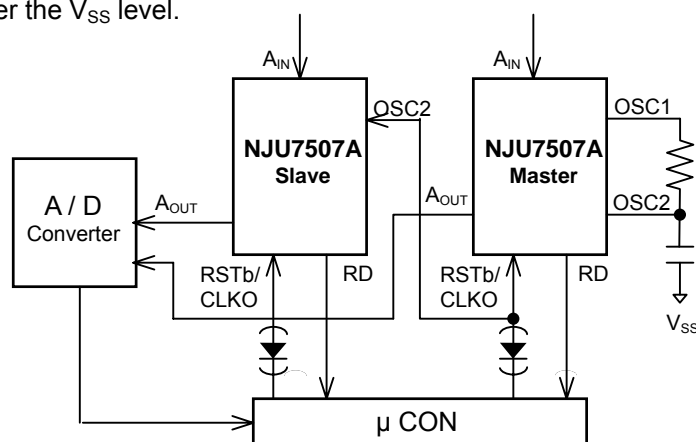 er the VSS level.
AIN
AIN
OSC2
OSC1
NJU7507A
Slave
NJU7507A
Master
A / D
Converter
AOUT
AOUT
OSC2
RSTb/
CLKO
RD
RSTb/
CLKO
RD
VSS
µ CON